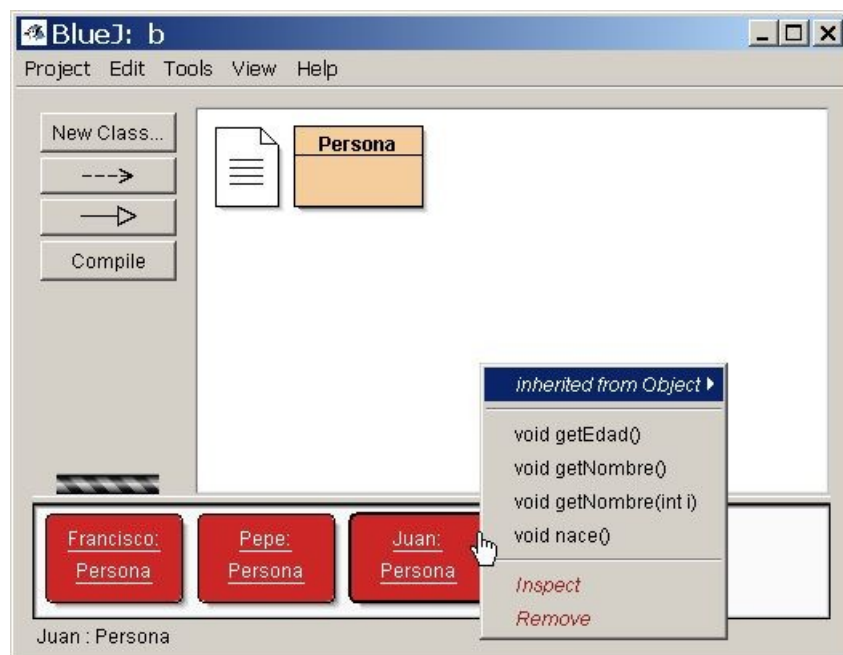 BlueJ: b
Project Edit Tools View Help
New Class...
Persona
Compile
inherited from Object
void getEdad()
void getNombre()
void getNombre(int i)
void nace()
Inspect
Remove
Francisco:
Persona
Pepe:
Persona
Juan:
Persona
Juan : Persona